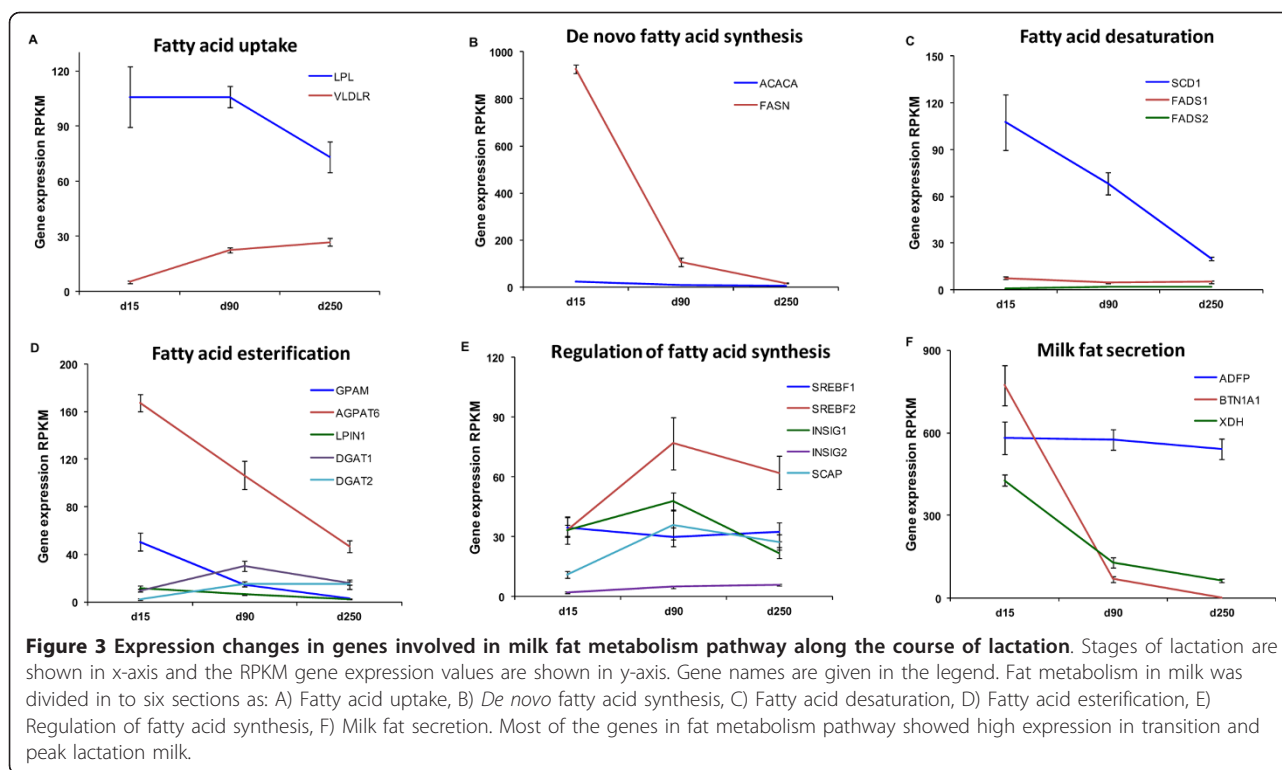 A
Fatty acid uptake
Gene expression RPKM
120
90
60
30
0
d15 d90 d250
LPL
VLDLR
B
De novo fatty acid synthesis
Gene expression RPKM
1000
800
600
400
200
0
d15 d90 d250
ACACA
FASN
C
Fatty acid desaturation
Gene expression RPKM
150
120
90
60
30
0
d15 d90 d250
SCD1
FADS1
FADS2
D
Fatty acid esterification
Gene expression RPKM
200
160
120
80
40
0
d15 d90 d250
GPAM
AGPAT6
LPIN1
DGAT1
DGAT2
E
Regulation of fatty acid synthesis
Gene expression RPKM
120
90
60
30
0
d15 d90 d250
SREBF1
SREBF2
INSIG1
INSIG2
SCAP
F
Milk fat secretion
Gene expression RPKM
900
600
300
0
d15 d90 d250
ADFP
BTN1A1
XDH
Figure 3 Expression changes in genes involved in milk fat metabolism pathway along the course of lactation. Stages of lactation are
shown in x-axis and the RPKM gene expression values are shown in y-axis. Gene names are given in the legend. Fat metabolism in milk was
divided in to six sections as: A) Fatty acid uptake, B) De novo fatty acid synthesis, C) Fatty acid desaturation, D) Fatty acid esterification, E)
Regulation of fatty acid synthesis, F) Milk fat secretion. Most of the genes in fat metabolism pathway showed high expression in transition and
peak lactation milk.